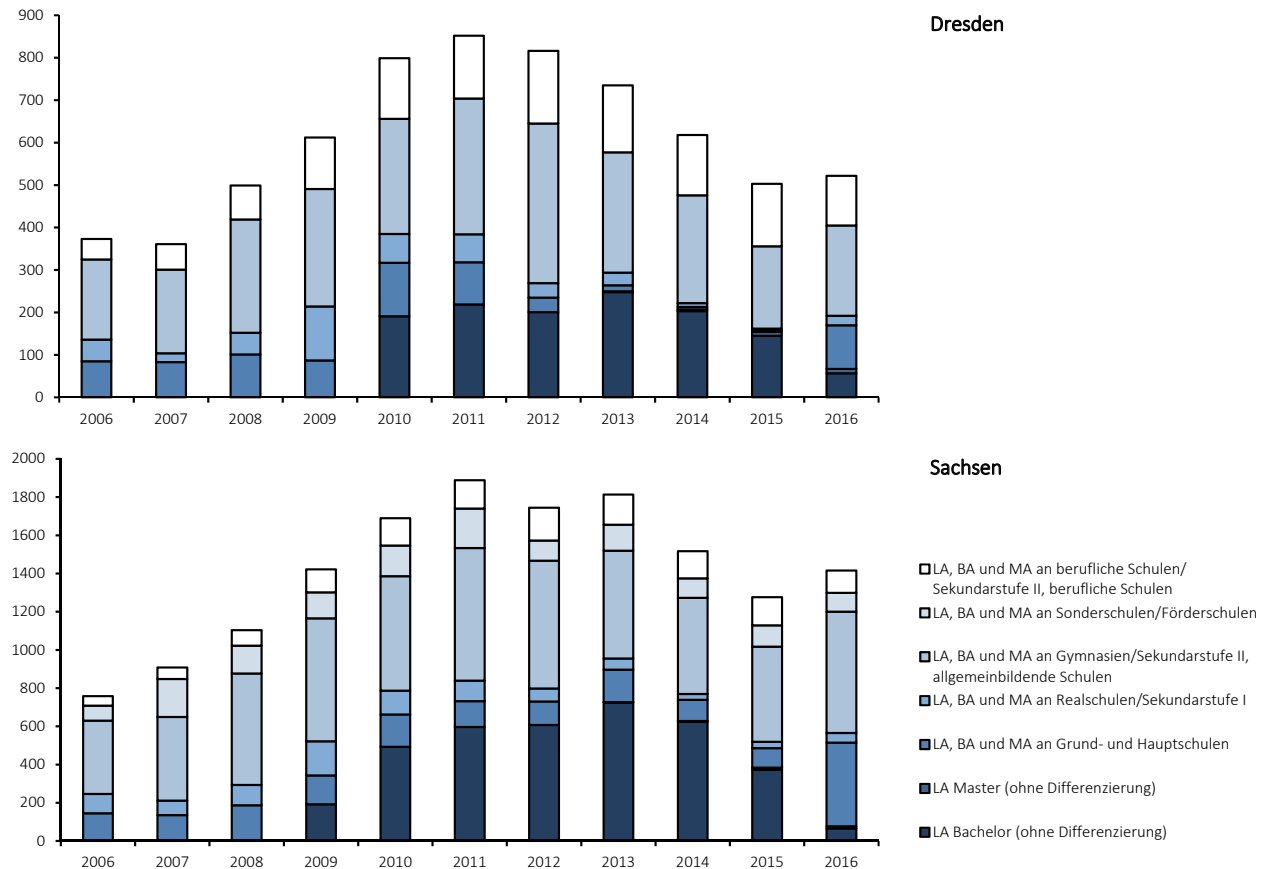 Dresden
900
800
700
600
500
400
300
200
100
0
2006 2007 2008 2009 2010 2011 2012 2013 2014 2015 2016
Sachsen
2000
1800
1600
1400
1200
1000
800
600
400
200
0
2006 2007 2008 2009 2010 2011 2012 2013 2014 2015 2016
LA, BA und MA an berufliche Schulen/
Sekundarstufe II, berufliche Schulen
LA, BA und MA an Sonderschulen/Förderschulen
LA, BA und MA an Gymnasien/Sekundarstufe II,
allgemeinbildende Schulen
LA, BA und MA an Realschulen/Sekundarstufe I
LA, BA und MA an Grund- und Hauptschulen
LA Master (ohne Differenzierung)
LA Bachelor (ohne Differenzierung)